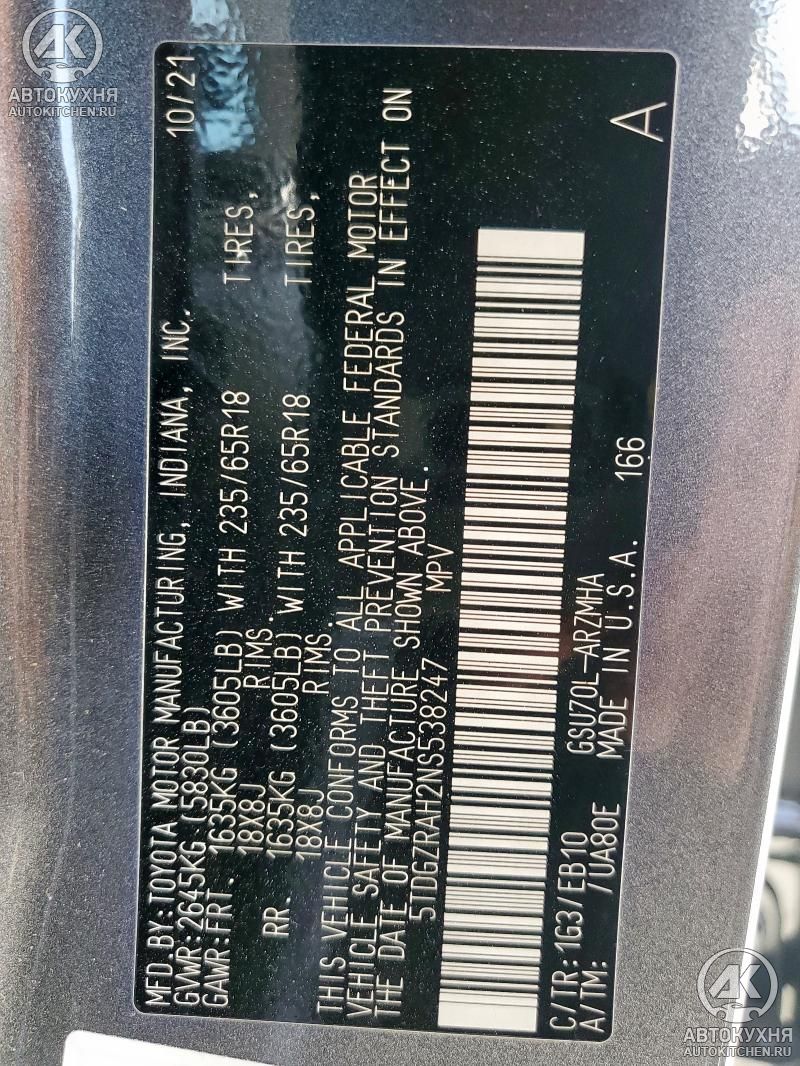 AK
АВТОКУХНЯ
AUTOKITCHEN.RU
MFD BY: TOYOTA MOTOR MANUFACTURING, INDIANA, INC. 10/21
GVWR: 2645KG (5830LB)
GAWR: FRT. 1635KG (3605LB) WITH 235/65R18 TIRES,
18X8J RIMS.
RR. 1635KG (3605LB) WITH 235/65R18 TIRES,
18X8J RIMS.
THIS VEHICLE CONFORMS TO ALL APPLICABLE FEDERAL MOTOR
VEHICLE SAFETY AND THEFT PREVENTION STANDARDS IN EFFECT ON
THE DATE OF MANUFACTURE SHOWN ABOVE.
5TDGZRAH2NS538247 MPV
C/TR: 1G3/EB10 GSU70L-ARZMHA
A/TM: /UA80E MADE IN U.S.A. 166 A
AK
АВТОКУХНЯ
AUTOKITCHEN.RU